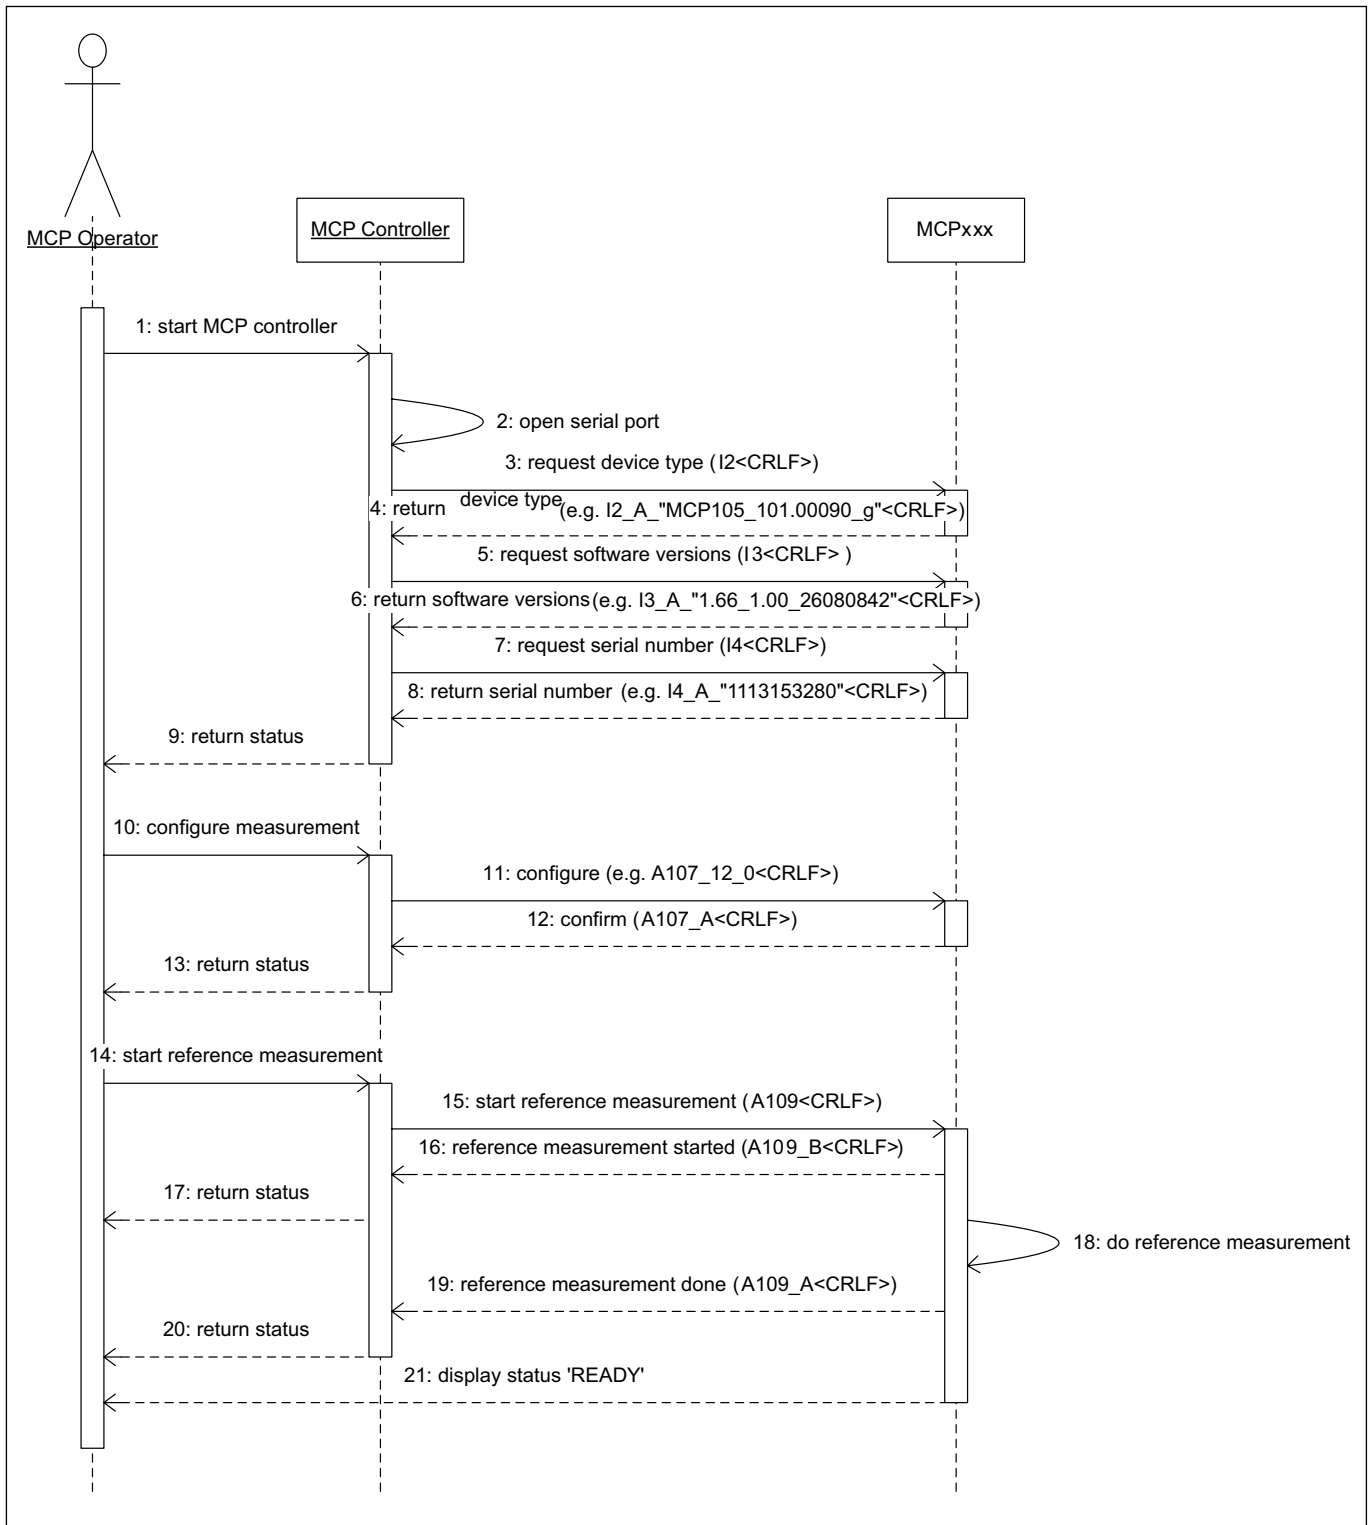 MCP Operator
MCP Controller
MCPxxx
1: start MCP controller
2: open serial port
3: request device type (I2<CRLF>)
4: return device type (e.g. I2_A_"MCP105_101.00090_g"<CRLF>)
5: request software versions (I3<CRLF> )
6: return software versions (e.g. I3_A_"1.66_1.00_26080842"<CRLF>)
7: request serial number (I4<CRLF>)
8: return serial number (e.g. I4_A_"1113153280"<CRLF>)
9: return status
10: configure measurement
11: configure (e.g. A107_12_0<CRLF>)
12: confirm (A107_A<CRLF>)
13: return status
14: start reference measurement
15: start reference measurement (A109<CRLF>)
16: reference measurement started (A109_B<CRLF>)
17: return status
18: do reference measurement
19: reference measurement done (A109_A<CRLF>)
20: return status
21: display status 'READY'